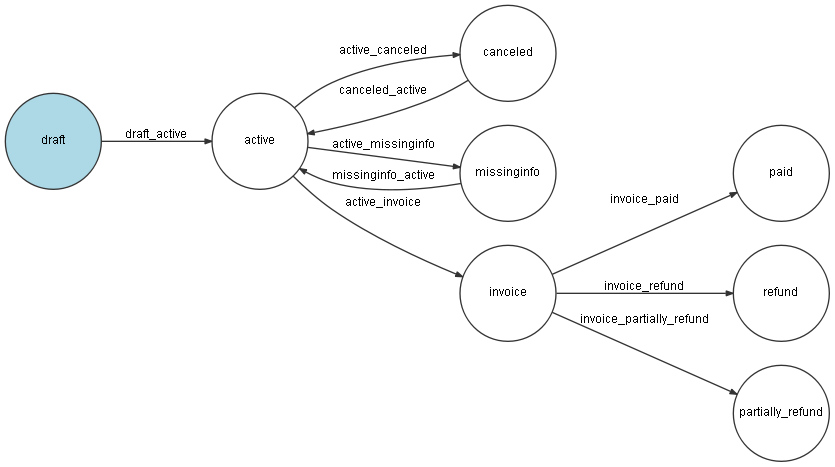 active_canceled
canceled
canceled_active
draft
draft_active
active
active_missinginfo
missinginfo_active
missinginfo
active_invoice
invoice
invoice_paid
paid
invoice_refund
refund
invoice_partially_refund
partially_refund